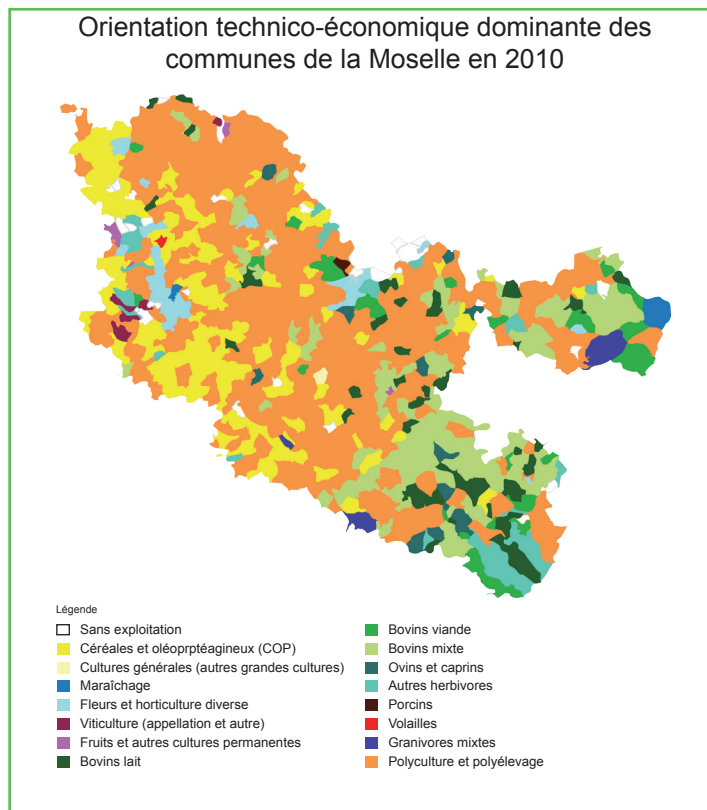 Orientation technico-économique dominante des
communes de la Moselle en 2010
Légende
Sans exploitation
Céréales et oléoprptéagineux (COP)
Cultures générales (autres grandes cultures)
Maraîchage
Fleurs et horticulture diverse
Viticulture (appellation et autre)
Fruits et autres cultures permanentes
Bovins lait
Bovins viande
Bovins mixte
Ovins et caprins
Autres herbivores
Porcins
Volailles
Granivores mixtes
Polyculture et polyélevage